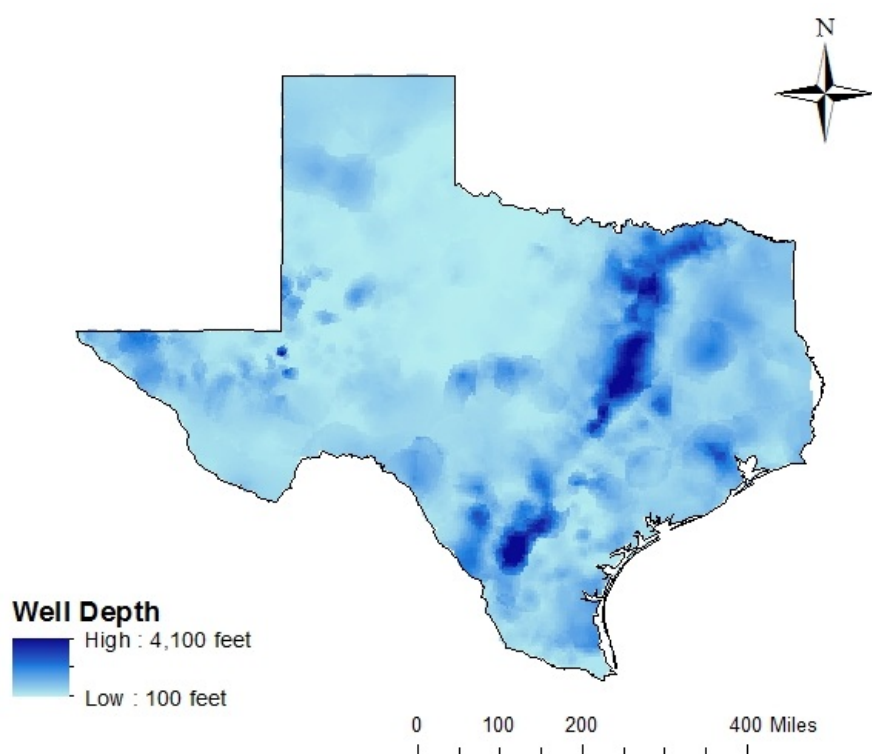 N
Well Depth
High : 4,100 feet
Low : 100 feet
0 100 200 400 Miles